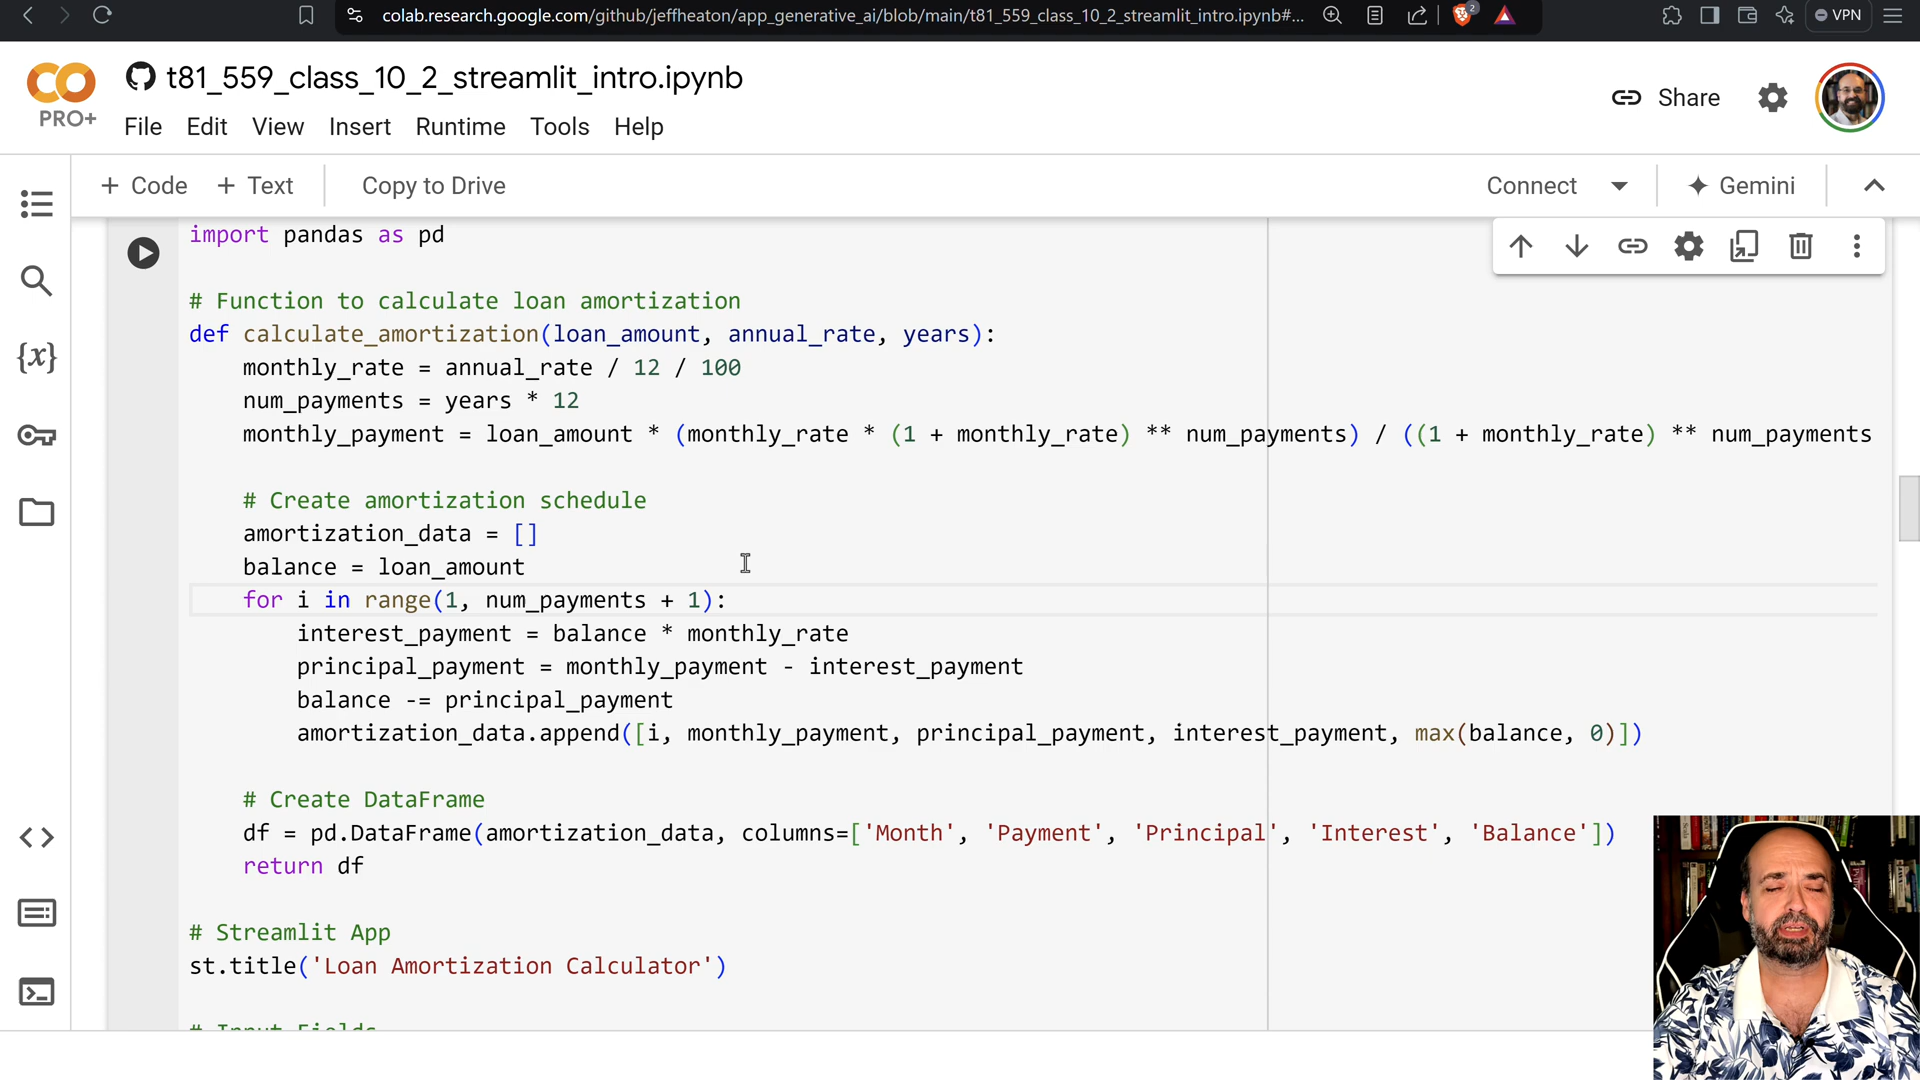 colab.research.google.com/github/jeffheaton/app_generative_ai/blob/main/t81_559_class_10_2_streamlit_intro.ipynb#...
2
VPN
CO
PRO+
t81_559_class_10_2_streamlit_intro.ipynb
Share
File Edit View Insert Runtime Tools Help
+ Code + Text Copy to Drive
Connect
Gemini
{x}
import pandas as pd
# Function to calculate loan amortization
def calculate_amortization(loan_amount, annual_rate, years):
monthly_rate = annual_rate / 12 / 100
num_payments = years * 12
monthly_payment = loan_amount * (monthly_rate * (1 + monthly_rate) ** num_payments) / ((1 + monthly_rate) ** num_payments
# Create amortization schedule
amortization_data = []
balance = loan_amount
for i in range(1, num_payments + 1):
interest_payment = balance * monthly_rate
principal_payment = monthly_payment - interest_payment
balance -= principal_payment
amortization_data.append([i, monthly_payment, principal_payment, interest_payment, max(balance, 0)])
# Create DataFrame
df = pd.DataFrame(amortization_data, columns=['Month', 'Payment', 'Principal', 'Interest', 'Balance'])
return df
# Streamlit App
st.title('Loan Amortization Calculator')
# Input Fields